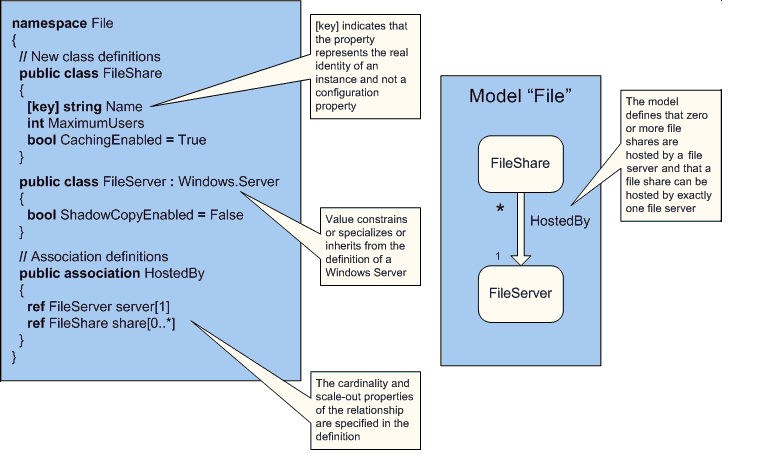 namespace File
{
// New class definitions
public class FileShare
{
[key] string Name
int MaximumUsers
bool CachingEnabled = True
}
public class FileServer : Windows.Server
{
bool ShadowCopyEnabled = False
}
// Association definitions
public association HostedBy
{
ref FileServer server[1]
ref FileShare share[0..*]
}
}
[key] indicates that
the property
represents the real
identity of an
instance and not a
configuration
property
Value constrains
or specializes or
inherits from the
definition of a
Windows Server
The cardinality and
scale-out properties
of the relationship
are specified in the
definition
Model “File”
FileShare
*
HostedBy
1
FileServer
The model
defines that zero
or more file
shares are
hosted by a file
server and that a
file share can be
hosted by exactly
one file server